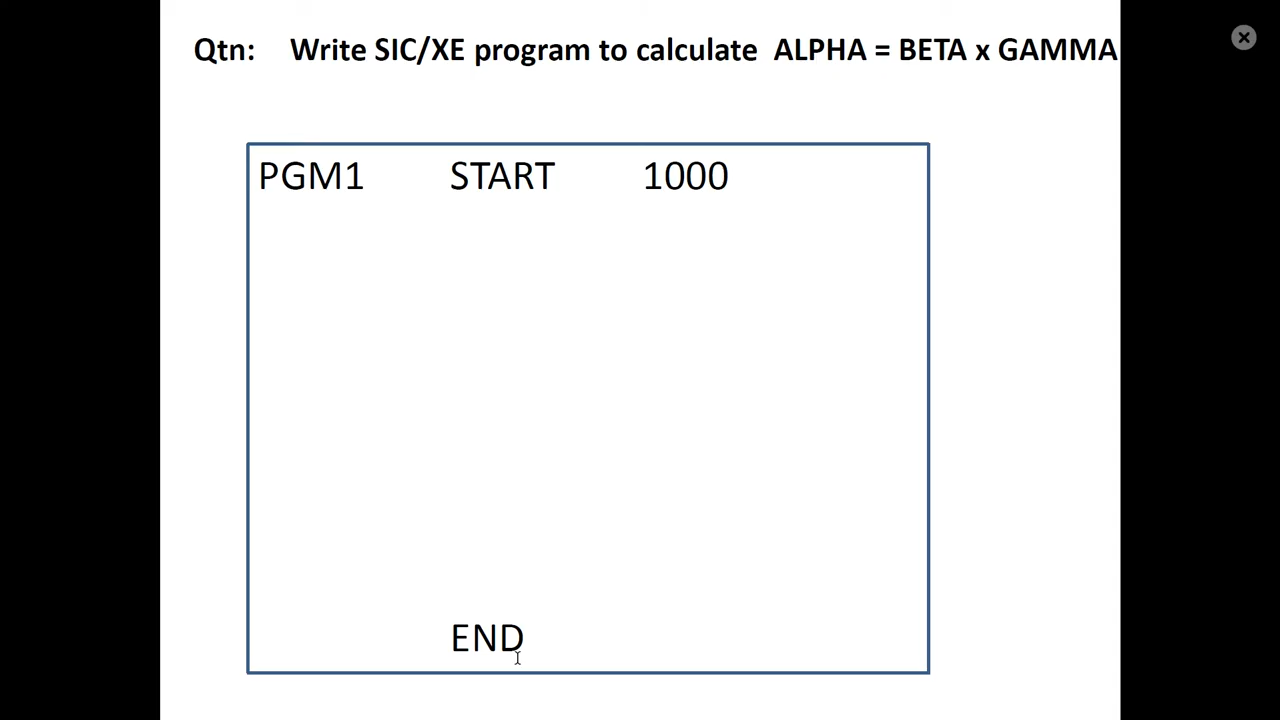 Qtn: Write SIC/XE program to calculate ALPHA = BETA x GAMMA
PGM1 START 1000
END